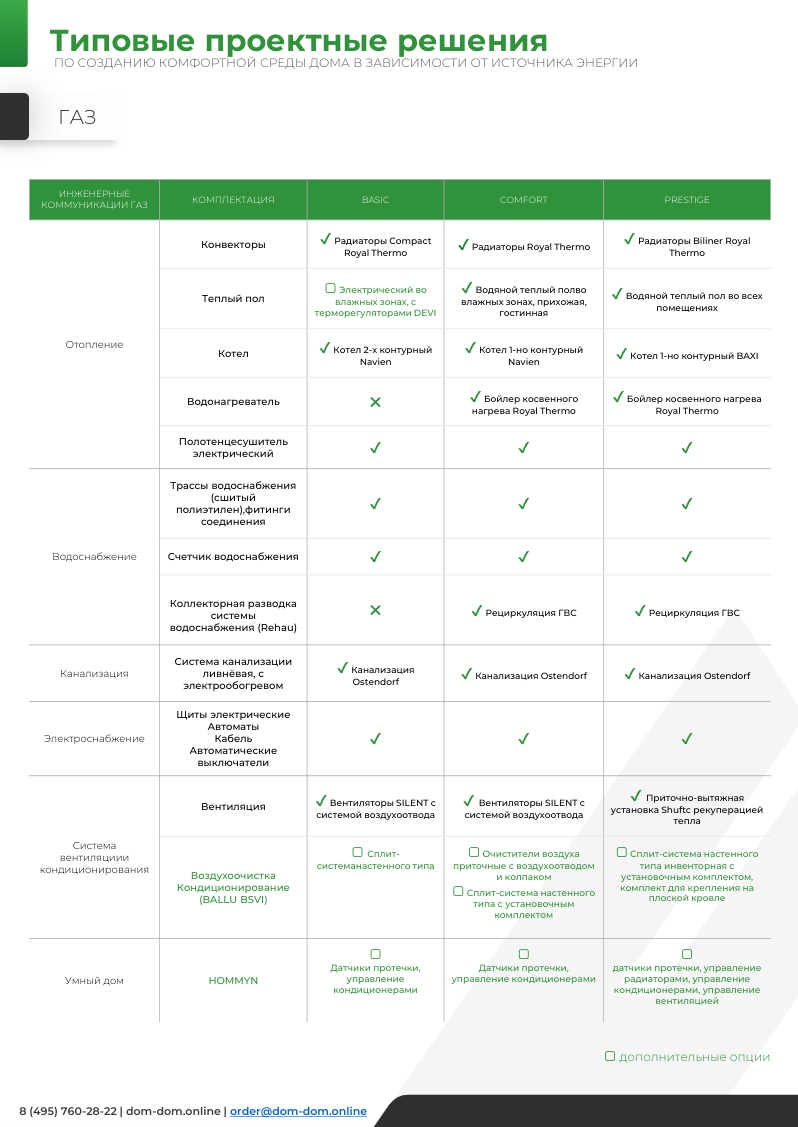 Типовые проектные решения
ПО СОЗДАНИЮ КОМФОРТНОЙ СРЕДЫ ДОМА В ЗАВИСИМОСТИ ОТ ИСТОЧНИКА ЭНЕРГИИ
ГАЗ
ИНЖЕНЕРНЫЕ
КОММУНИКАЦИИ ГАЗ
КОМПЛЕКТАЦИЯ
BASIC
COMFORT
PRESTIGE
Отопление
Конвекторы
✓ Радиаторы Compact
Royal Thermo
✓ Радиаторы Royal Thermo
✓ Радиаторы Biliner Royal
Thermo
Теплый пол
▢ Электрический во
влажных зонах, с
терморегуляторами DEVI
✓ Водяной теплый полво
влажных зонах, прихожая,
гостинная
✓ Водяной теплый пол во всех
помещениях
Котел
✓ Котел 2-х контурный
Navien
✓ Котел 1-но контурный
Navien
✓ Котел 1-но контурный BAXI
Водонагреватель
✕
✓ Бойлер косвенного
нагрева Royal Thermo
✓ Бойлер косвенного нагрева
Royal Thermo
Полотенцесушитель
электрический
✓
✓
✓
Водоснабжение
Трассы водоснабжения
(сшитый
полиэтилен),фитинги
соединения
✓
✓
✓
Счетчик водоснабжения
✓
✓
✓
Коллекторная разводка
системы
водоснабжения (Rehau)
✕
✓ Рециркуляция ГВС
✓ Рециркуляция ГВС
Канализация
Система канализации
ливнёвая, с
электрообогревом
✓ Канализация
Ostendorf
✓ Канализация Ostendorf
✓ Канализация Ostendorf
Электроснабжение
Щиты электрические
Автоматы
Кабель
Автоматические
выключатели
✓
✓
✓
Система
вентиляциии
кондиционирования
Вентиляция
✓ Вентиляторы SILENT с
системой воздухоотвода
✓ Вентиляторы SILENT с
системой воздухоотвода
✓ Приточно-вытяжная
установка Shuftc рекуперацией
тепла
Воздухоочистка
Кондиционирование
(BALLU BSVI)
▢ Сплит-
системанастенного типа
▢ Очистители воздуха
приточные с воздухоотводом
и колпаком
▢ Сплит-система настенного
типа с установочным
комплектом
▢ Сплит-система настенного
типа инвенторная с
установочным комплектом,
комплект для крепления на
плоской кровле
Умный дом
HOMMYN
▢
Датчики протечки,
управление
кондиционерами
▢
Датчики протечки,
управление кондиционерами
▢
датчики протечки, управление
радиаторами, управление
кондиционерами, управление
вентиляцией
▢ дополнительные опции
8 (495) 760-28-22 | dom-dom.online | order@dom-dom.online